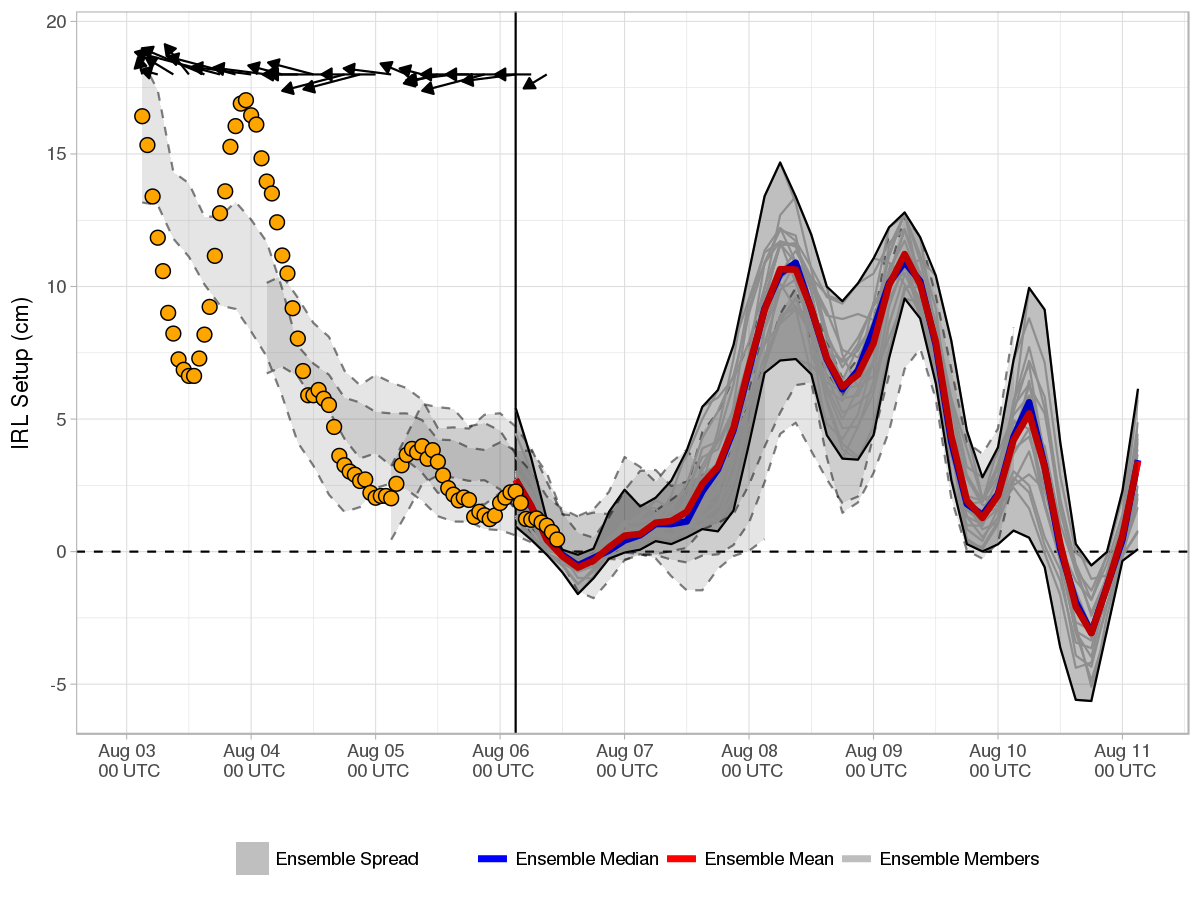 IRL Setup (cm)
20
15
10
5
0
-5
Aug 03 Aug 04 Aug 05 Aug 06 Aug 07 Aug 08 Aug 09 Aug 10 Aug 11
00 UTC 00 UTC 00 UTC 00 UTC 00 UTC 00 UTC 00 UTC 00 UTC 00 UTC
Ensemble Spread Ensemble Median Ensemble Mean Ensemble Members